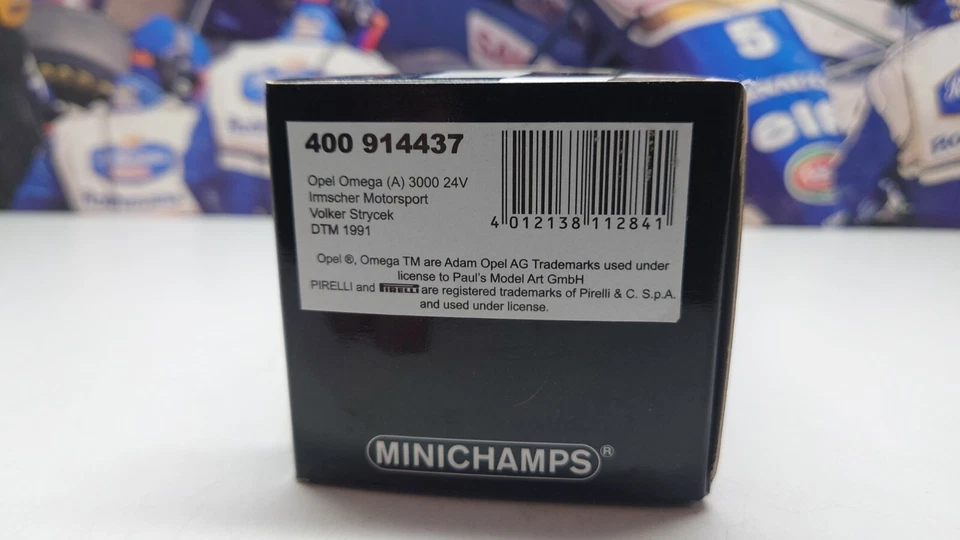 5
elf
400 914437
Opel Omega (A) 3000 24V
Irmscher Motorsport
Volker Strycek
DTM 1991
4 012138 112841
Opel ®, Omega TM are Adam Opel AG Trademarks used under
license to Paul's Model Art GmbH
PIRELLI and PIRELLI are registered trademarks of Pirelli & C. S.p.A.
and used under license.
MINICHAMPS®